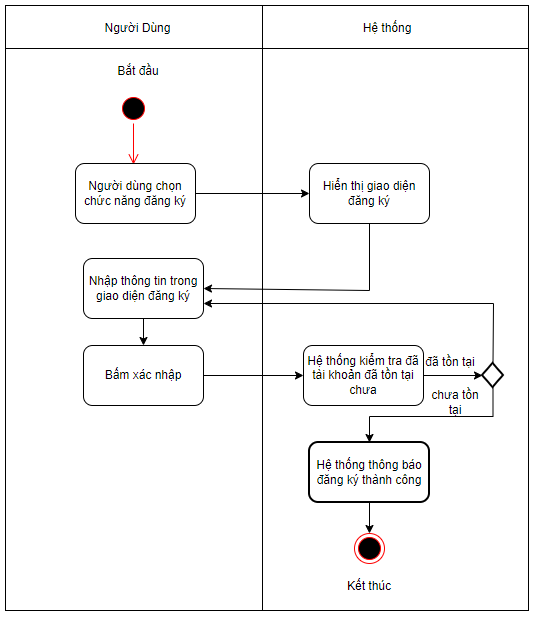 Người Dùng
Hệ thống
Bắt đầu
Người dùng chọn
chức năng đăng ký
Hiển thị giao diện
đăng ký
Nhập thông tin trong
giao diện đăng ký
Bấm xác nhập
Hệ thống kiểm tra đã
tải khoản đã tồn tại
chưa
đã tồn tại
chưa tồn
tại
Hệ thống thông báo
đăng ký thành công
Kết thúc